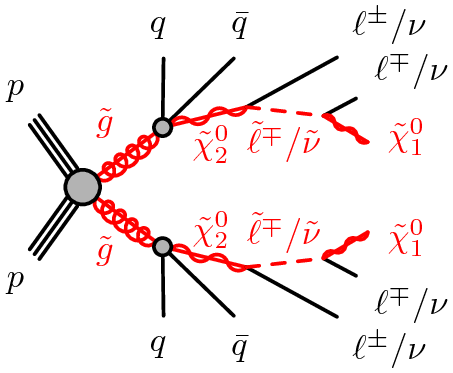 q q̄ ℓ±/ν
ℓ∓/ν
p
g̃ χ̃⁰₂ ℓ̃∓/ν̃ χ̃⁰₁
g̃ χ̃⁰₂ ℓ̃∓/ν̃ χ̃⁰₁
p
ℓ∓/ν
q q̄ ℓ±/ν